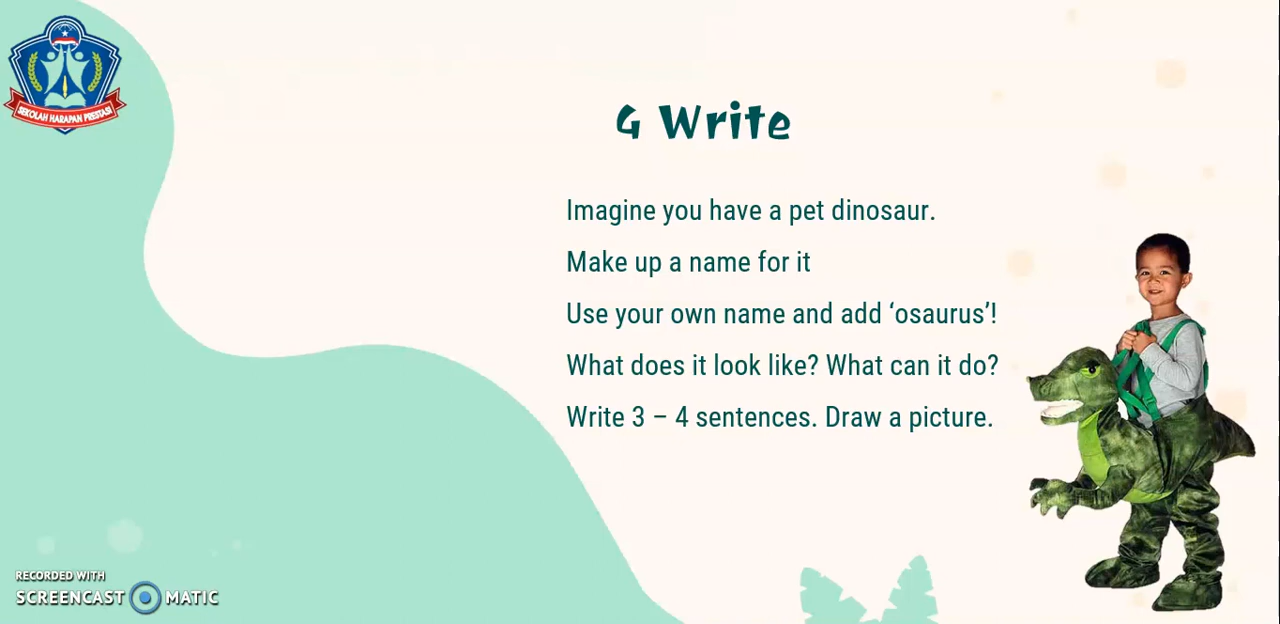 SEKOLAH HARAPAN PRESTASI
G Write
Imagine you have a pet dinosaur.
Make up a name for it
Use your own name and add ‘osaurus’!
What does it look like? What can it do?
Write 3 – 4 sentences. Draw a picture.
RECORDED WITH
SCREENCAST MATIC